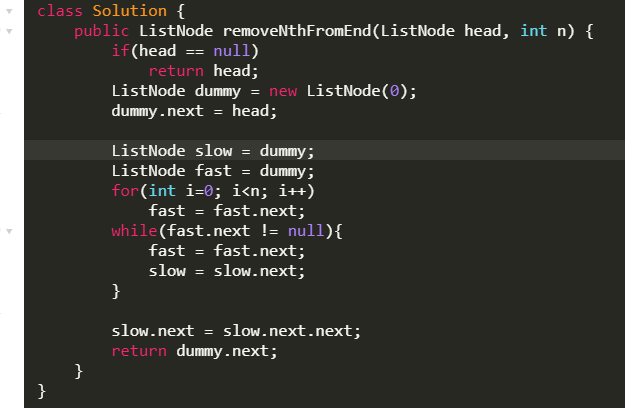 class Solution {
    public ListNode removeNthFromEnd(ListNode head, int n) {
        if(head == null)
            return head;
        ListNode dummy = new ListNode(0);
        dummy.next = head;

        ListNode slow = dummy;
        ListNode fast = dummy;
        for(int i=0; i<n; i++)
            fast = fast.next;
        while(fast.next != null){
            fast = fast.next;
            slow = slow.next;
        }

        slow.next = slow.next.next;
        return dummy.next;
    }
}